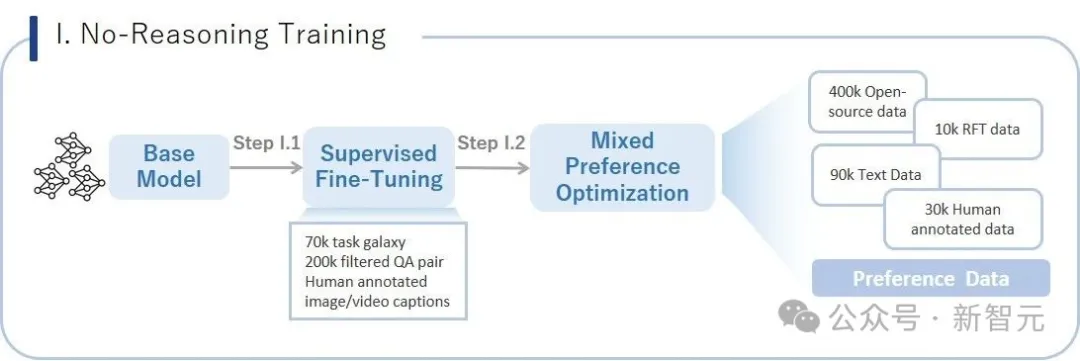 I. No-Reasoning Training
Base
Model
Step I.1
Supervised
Fine-Tuning
70k task galaxy
200k filtered QA pair
Human annotated
image/video captions
Step I.2
Mixed
Preference
Optimization
400k Open-
source data
10k RFT data
90k Text Data
30k Human
annotated data
Preference Data
公众号 · 新智元